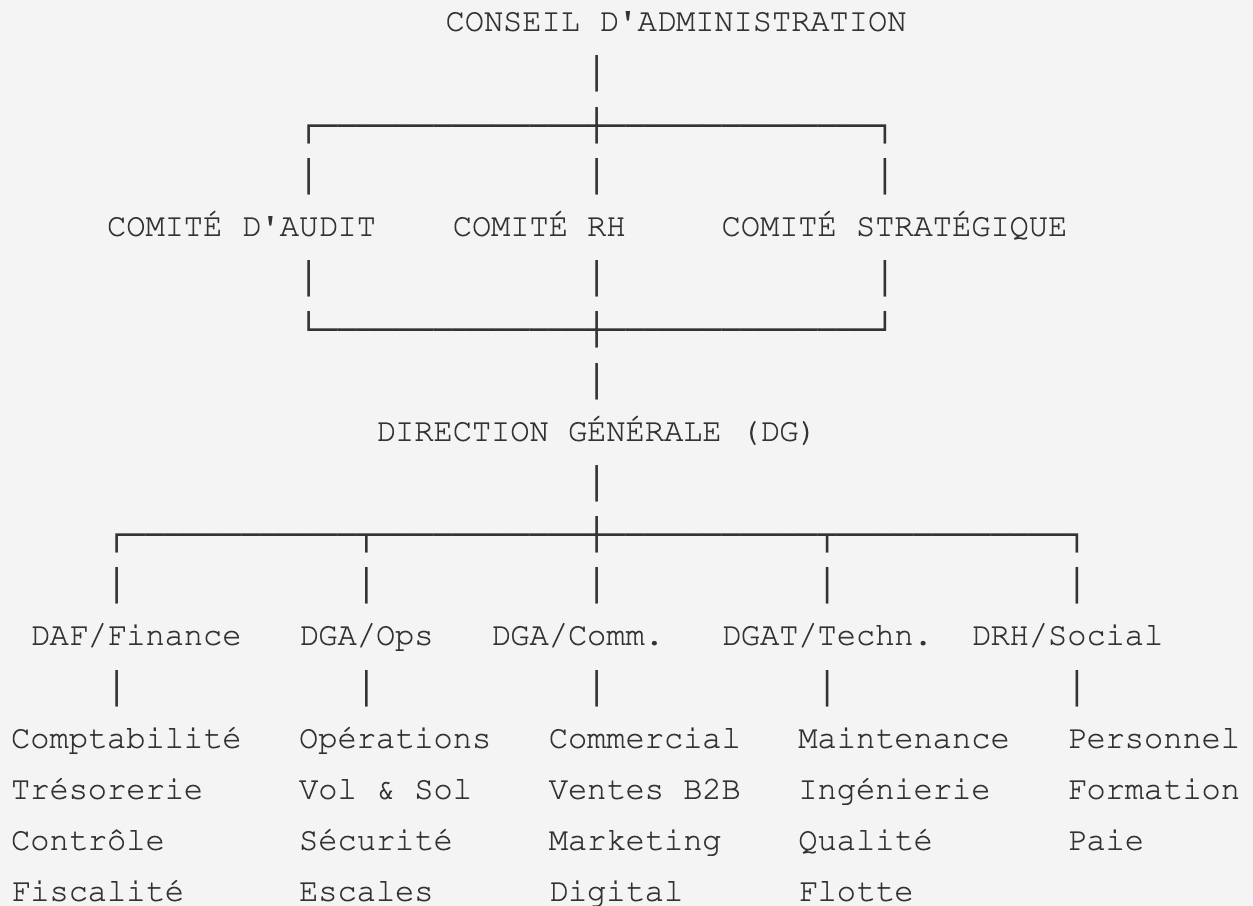 CONSEIL D'ADMINISTRATION
COMITÉ D'AUDIT COMITÉ RH COMITÉ STRATÉGIQUE
DIRECTION GÉNÉRALE (DG)
DAF/Finance DGA/Ops DGA/Comm. DGAT/Techn. DRH/Social
Comptabilité Opérations Commercial Maintenance Personnel
Trésorerie Vol & Sol Ventes B2B Ingénierie Formation
Contrôle Sécurité Marketing Qualité Paie
Fiscalité Escales Digital Flotte